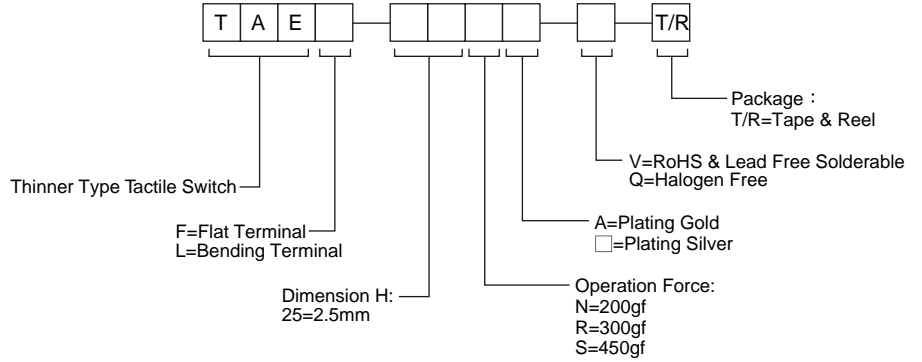 T A E T/R
Package：
T/R=Tape & Reel
V=RoHS & Lead Free Solderable
Q=Halogen Free
Thinner Type Tactile Switch
A=Plating Gold
□=Plating Silver
F=Flat Terminal
L=Bending Terminal
Dimension H:
25=2.5mm
Operation Force:
N=200gf
R=300gf
S=450gf